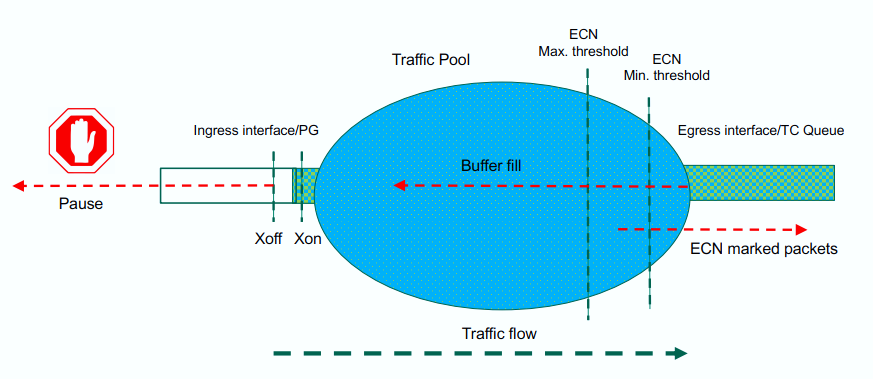 ECN
Max. threshold
Traffic Pool
ECN
Min. threshold
Ingress interface/PG
Egress interface/TC Queue
Buffer fill
Pause
Xoff
Xon
ECN marked packets
Traffic flow